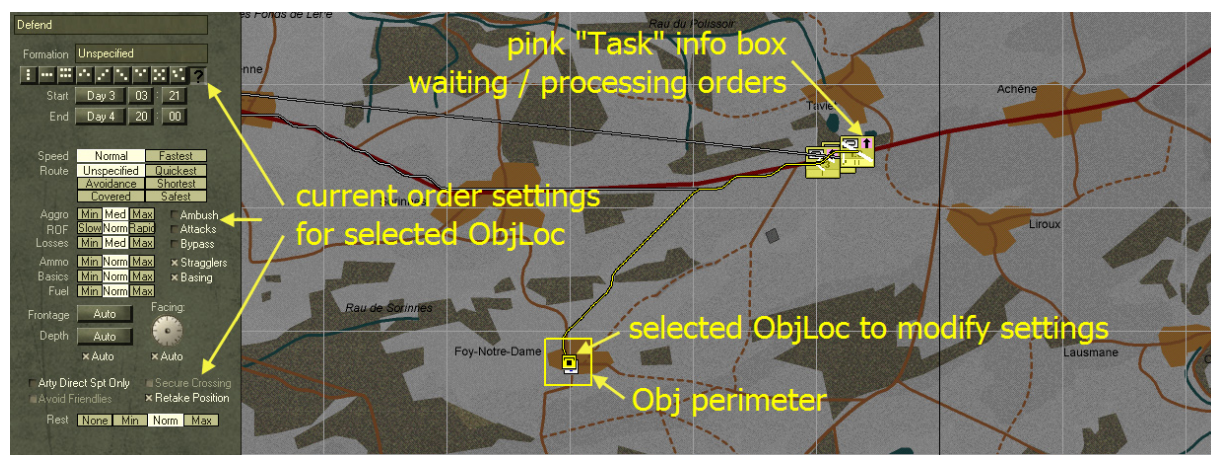 Defend
Formation Unspecified
?
Start Day 3 03 : 21
End Day 4 20 : 00
Speed Normal Fastest
Route Unspecified Quickest
Avoidance Shortest
Covered Safest
Aggro Min Med Max Ambush
ROF Slow Norm Rapid Attacks
Losses Min Med Max Bypass
Ammo Min Norm Max Stragglers
Basics Min Norm Max Basing
Fuel Min Norm Max
Frontage Auto Facing:
Depth Auto
Auto Auto
Arty Direct Spt Only Secure Crossing
Avoid Friendlies Retake Position
Rest None Min Norm Max
es Fonds de Ler'e
Rau du Polissoir
enne
pink "Task" info box
waiting / processing orders
Achêne
current order settings
for selected ObjLoc
Liroux
Rau de Sorinnes
selected ObjLoc to modify settings
Foy-Notre-Dame
Lausmane
Obj perimeter